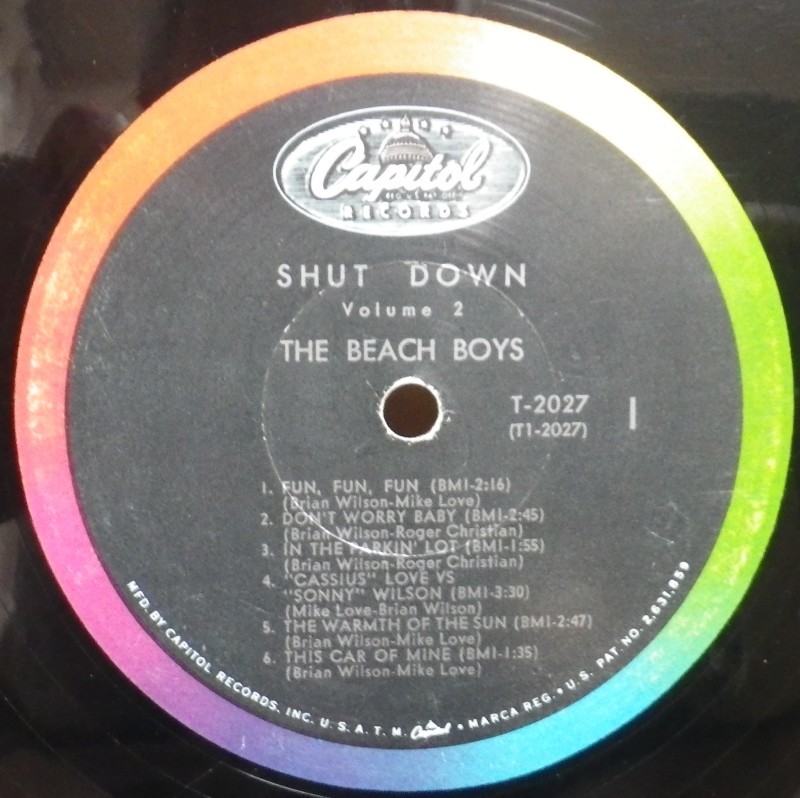 Capitol
REG. U.S. PAT. OFF.
RECORDS
SHUT DOWN
Volume 2
THE BEACH BOYS
T-2027
(T1-2027)
1
1. FUN, FUN, FUN (BMI-2:16)
(Brian Wilson-Mike Love)
2. DON'T WORRY BABY (BMI-2:45)
(Brian Wilson-Roger Christian)
3. IN THE PARKIN' LOT (BMI-1:55)
(Brian Wilson-Roger Christian)
4. "CASSIUS" LOVE VS
"SONNY" WILSON (BMI-3:30)
(Mike Love-Brian Wilson)
5. THE WARMTH OF THE SUN (BMI-2:47)
(Brian Wilson-Mike Love)
6. THIS CAR OF MINE (BMI-1:35)
(Brian Wilson-Mike Love)
MFD. BY CAPITOL RECORDS, INC. U.S.A. T.M. Capitol • MARCA REG. • U.S. PAT. NO. 2,631,859